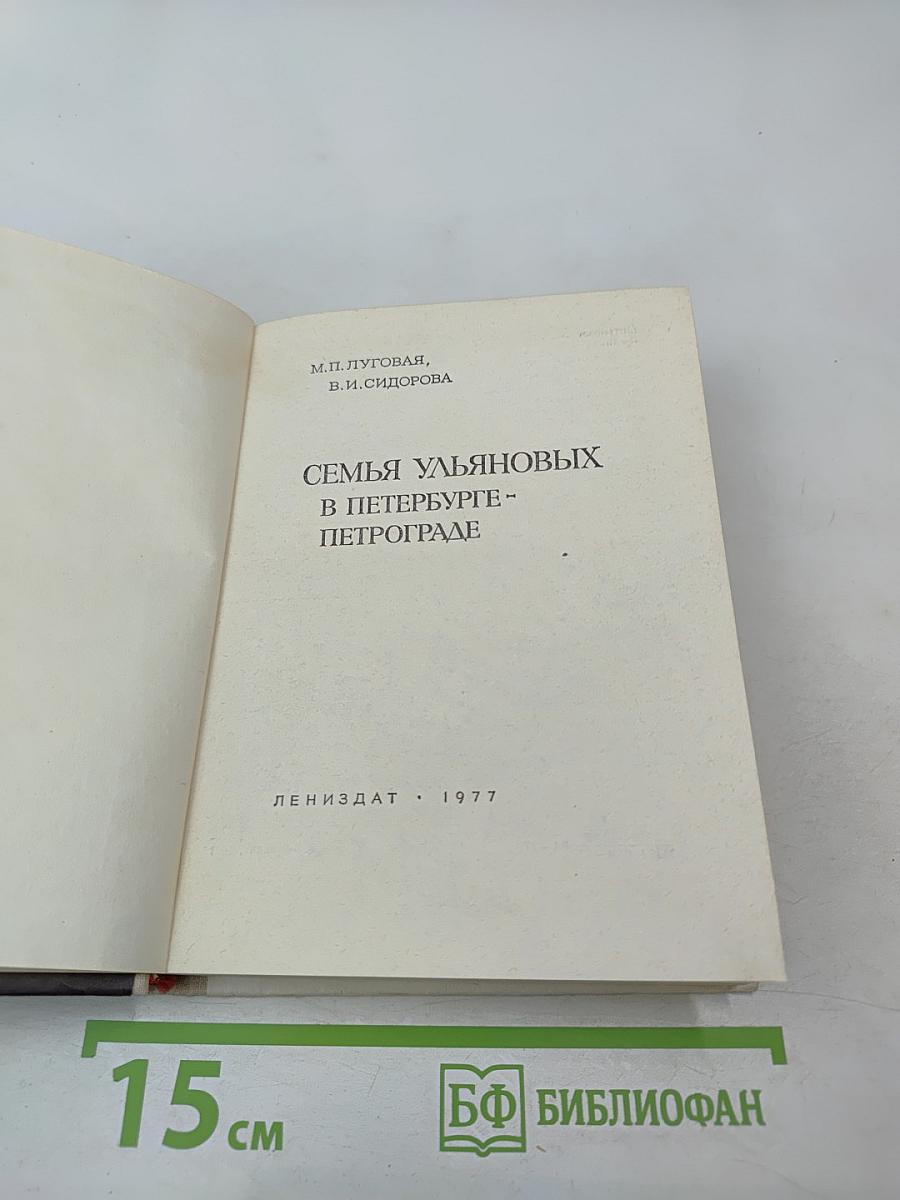 М.П.ЛУГОВАЯ,
В.И.СИДОРОВА
СЕМЬЯ УЛЬЯНОВЫХ
В ПЕТЕРБУРГЕ-
ПЕТРОГРАДЕ
ЛЕНИЗДАТ • 1977
15 см
БФ БИБЛИОФАН